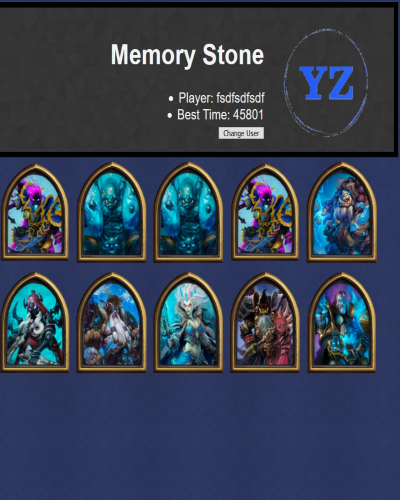 Memory Stone
YZ
Player: fsdfsdfsdf
Best Time: 45801
Change User